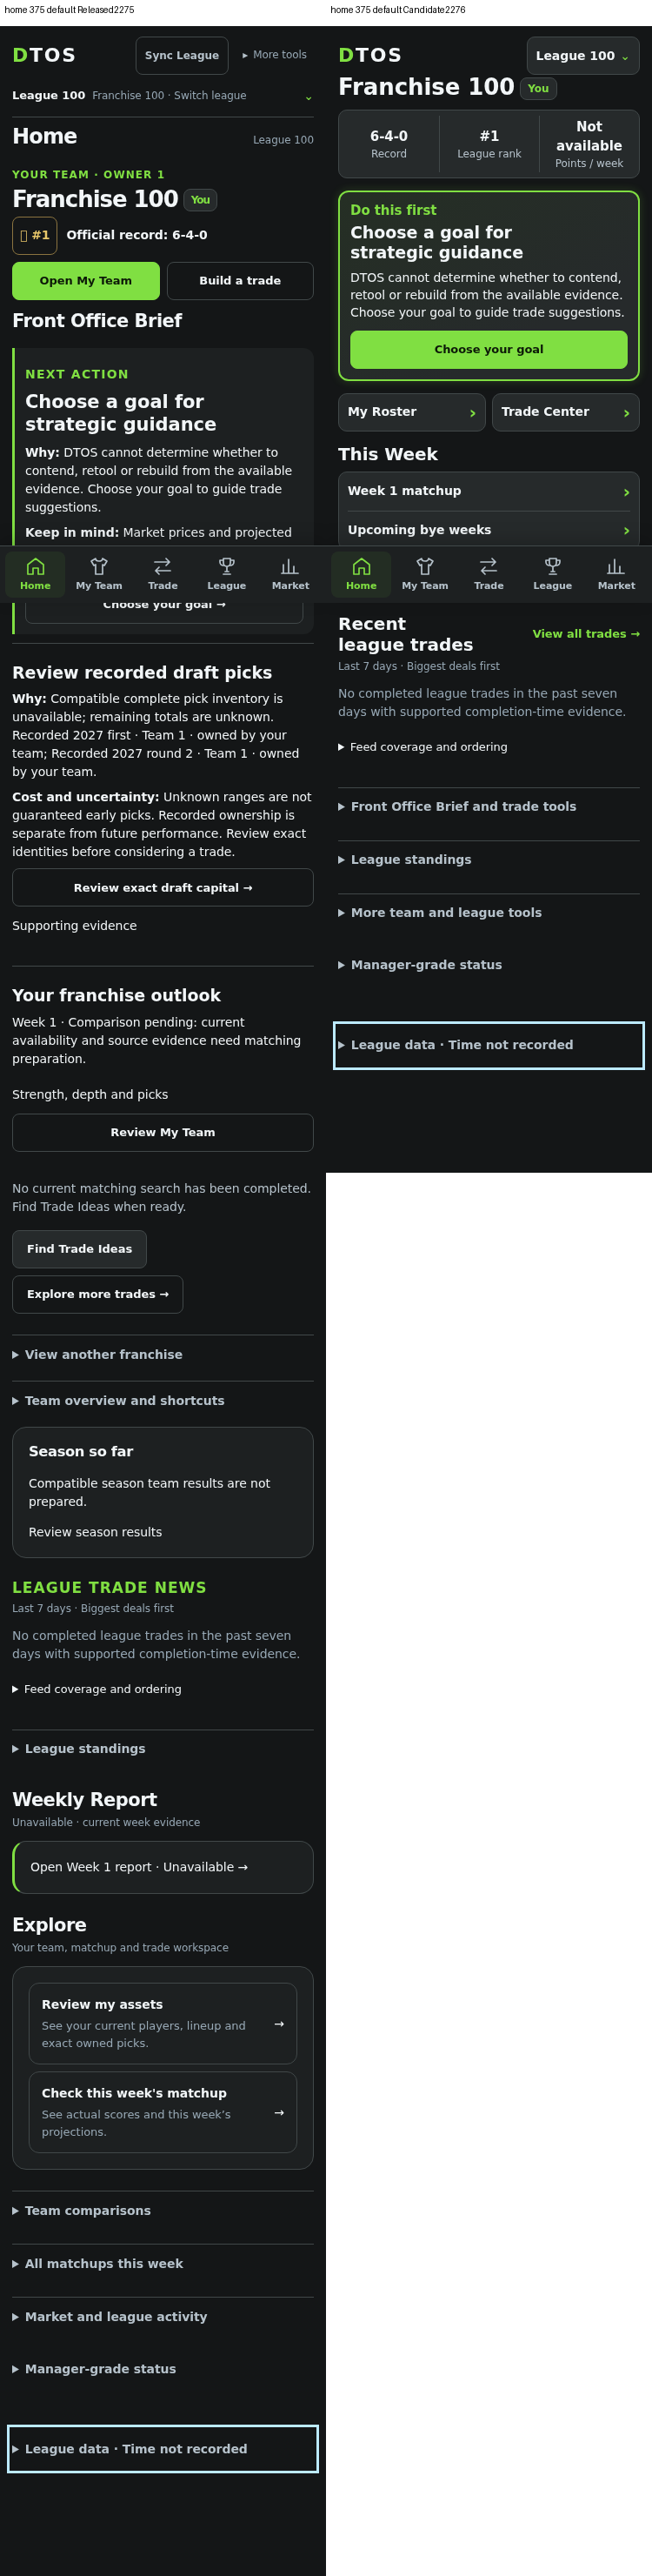 home 375 default Released2275
DTOS
Sync League
▸ More tools
League 100 Franchise 100 · Switch league
Home
League 100
YOUR TEAM · OWNER 1
Franchise 100 You
#1 Official record: 6-4-0
Open My Team
Build a trade
Front Office Brief
NEXT ACTION
Choose a goal for
strategic guidance
Why: DTOS cannot determine whether to
contend, retool or rebuild from the available
evidence. Choose your goal to guide trade
suggestions.
Keep in mind: Market prices and projected
Home
My Team
Trade
League
Market
Choose your goal →
Review recorded draft picks
Why: Compatible complete pick inventory is
unavailable; remaining totals are unknown.
Recorded 2027 first · Team 1 · owned by your
team; Recorded 2027 round 2 · Team 1 · owned
by your team.
Cost and uncertainty: Unknown ranges are not
guaranteed early picks. Recorded ownership is
separate from future performance. Review exact
identities before considering a trade.
Review exact draft capital →
Supporting evidence
Your franchise outlook
Week 1 · Comparison pending: current
availability and source evidence need matching
preparation.
Strength, depth and picks
Review My Team
No current matching search has been completed.
Find Trade Ideas when ready.
Find Trade Ideas
Explore more trades →
▶ View another franchise
▶ Team overview and shortcuts
Season so far
Compatible season team results are not
prepared.
Review season results
LEAGUE TRADE NEWS
Last 7 days · Biggest deals first
No completed league trades in the past seven
days with supported completion-time evidence.
▶ Feed coverage and ordering
▶ League standings
Weekly Report
Unavailable · current week evidence
Open Week 1 report · Unavailable →
Explore
Your team, matchup and trade workspace
Review my assets
See your current players, lineup and
exact owned picks.
→
Check this week's matchup
See actual scores and this week’s
projections.
→
▶ Team comparisons
▶ All matchups this week
▶ Market and league activity
▶ Manager-grade status
▶ League data · Time not recorded
home 375 default Candidate2276
DTOS
League 100
Franchise 100 You
6-4-0
Record
#1
League rank
Not
available
Points / week
Do this first
Choose a goal for
strategic guidance
DTOS cannot determine whether to contend,
retool or rebuild from the available evidence.
Choose your goal to guide trade suggestions.
Choose your goal
My Roster ›
Trade Center ›
This Week
Week 1 matchup ›
Upcoming bye weeks ›
Home
My Team
Trade
League
Market
Recent
league trades
View all trades →
Last 7 days · Biggest deals first
No completed league trades in the past seven
days with supported completion-time evidence.
▶ Feed coverage and ordering
▶ Front Office Brief and trade tools
▶ League standings
▶ More team and league tools
▶ Manager-grade status
▶ League data · Time not recorded